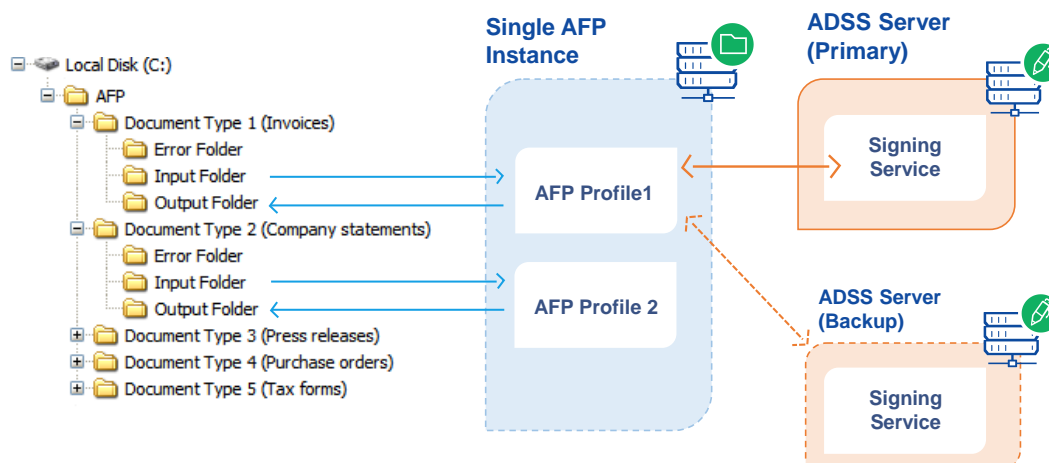 Local Disk (C:)
AFP
Document Type 1 (Invoices)
Error Folder
Input Folder
Output Folder
Document Type 2 (Company statements)
Error Folder
Input Folder
Output Folder
Document Type 3 (Press releases)
Document Type 4 (Purchase orders)
Document Type 5 (Tax forms)
Single AFP
Instance
AFP Profile1
AFP Profile 2
ADSS Server
(Primary)
Signing
Service
ADSS Server
(Backup)
Signing
Service